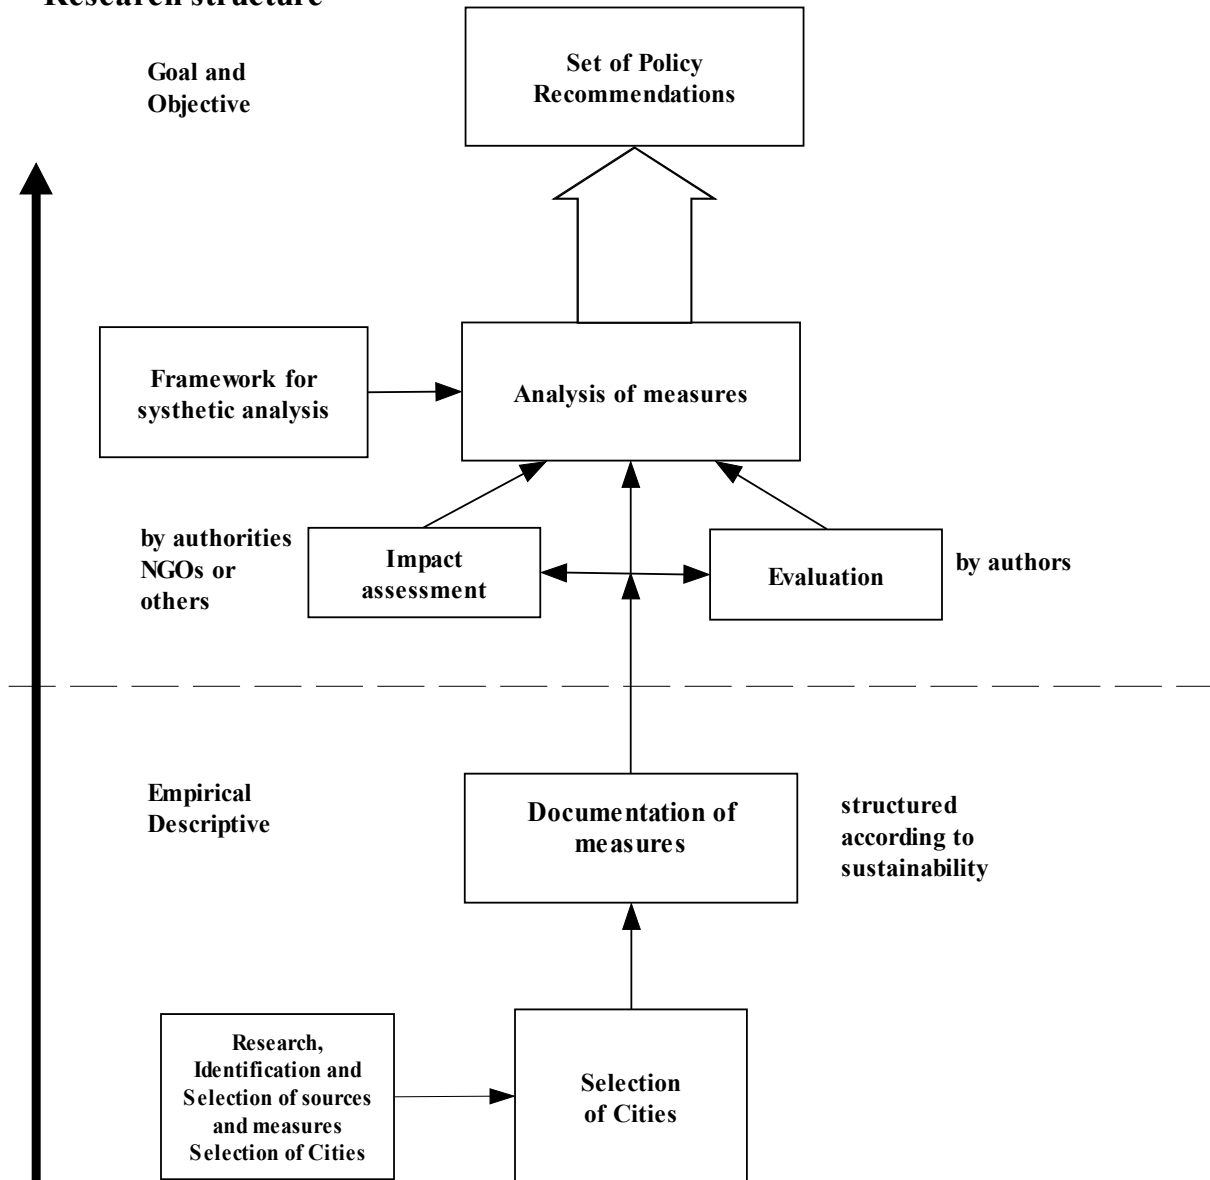 Research structure
Goal and
Objective
Set of Policy
Recommendations
Framework for
systhetic analysis
Analysis of measures
by authorities
NGOs or
others
Impact
assessment
Evaluation
by authors
Empirical
Descriptive
Documentation of
measures
structured
according to
sustainability
Research,
Identification and
Selection of sources
and measures
Selection of Cities
Selection
of Cities